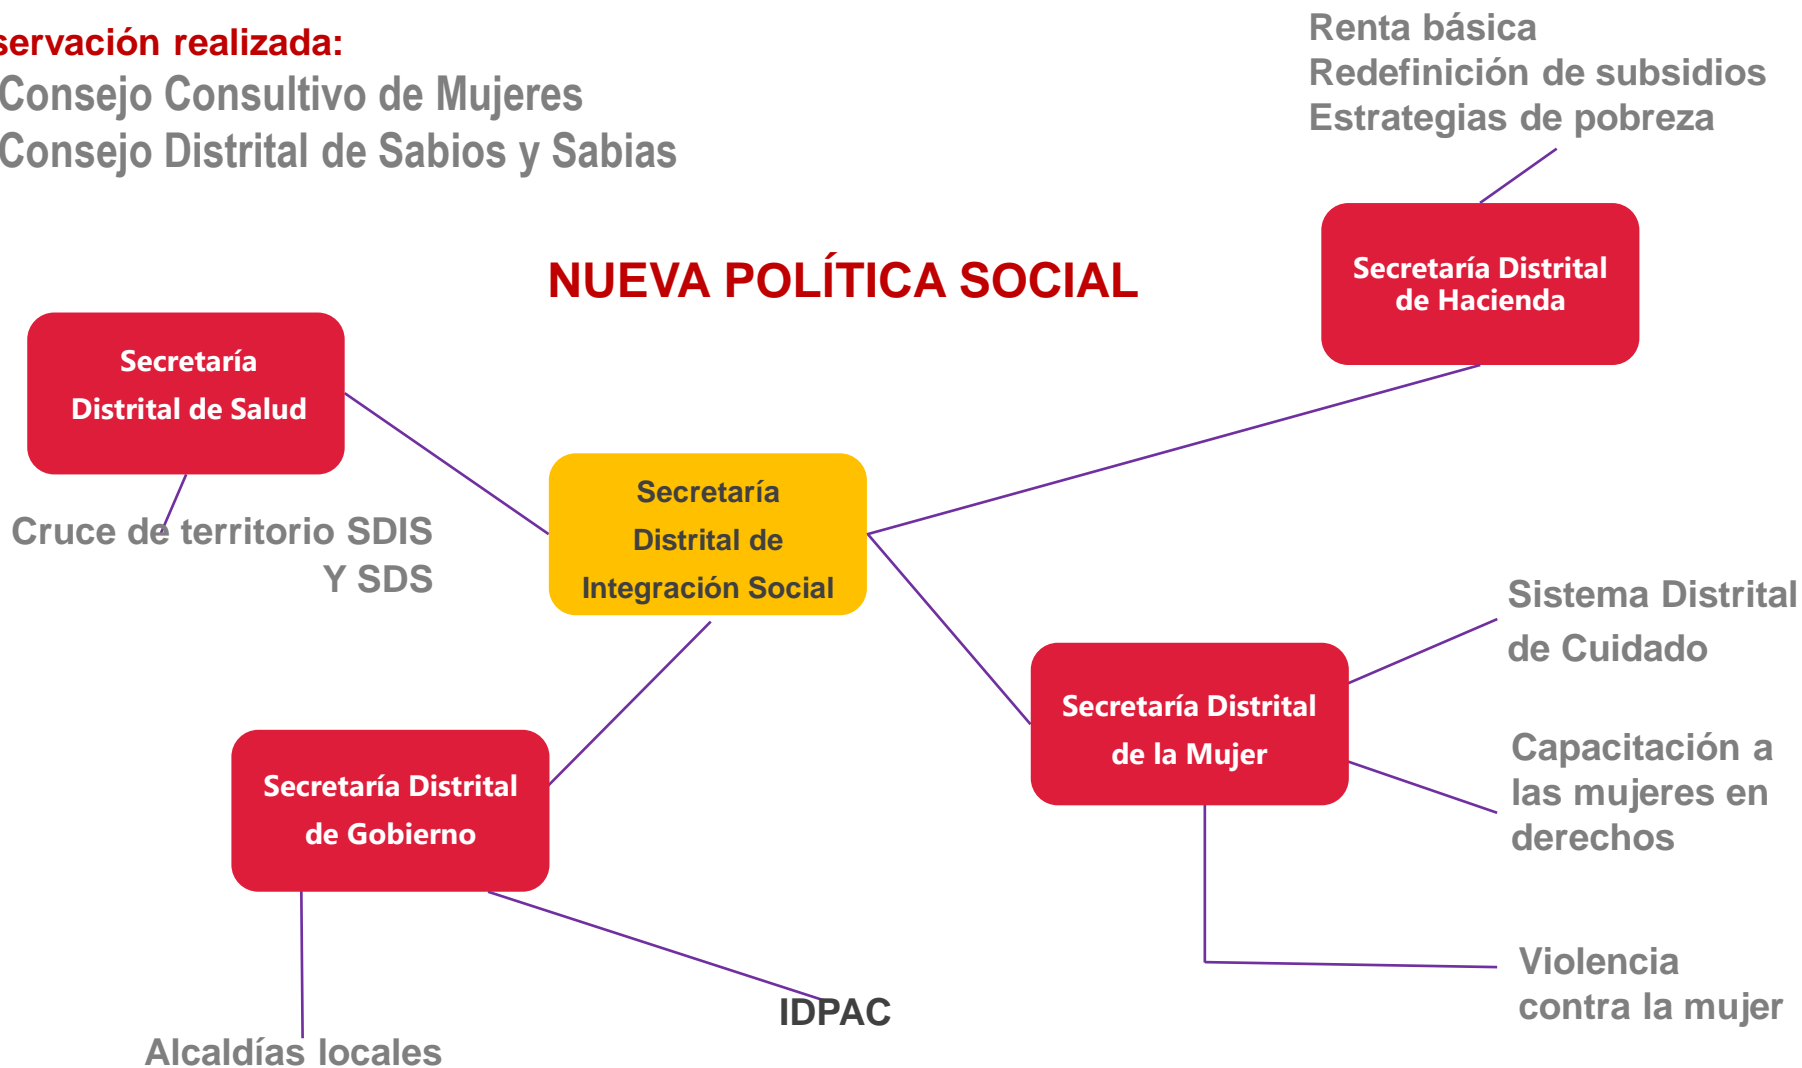 servación realizada:
Consejo Consultivo de Mujeres
Consejo Distrital de Sabios y Sabias
Renta básica
Redefinición de subsidios
Estrategias de pobreza
NUEVA POLÍTICA SOCIAL
Secretaría Distrital
de Hacienda
Secretaría
Distrital de Salud
Cruce de territorio SDIS
Y SDS
Secretaría
Distrital de
Integración Social
Sistema Distrital
de Cuidado
Secretaría Distrital
de la Mujer
Capacitación a
las mujeres en
derechos
Secretaría Distrital
de Gobierno
Violencia
contra la mujer
IDPAC
Alcaldías locales